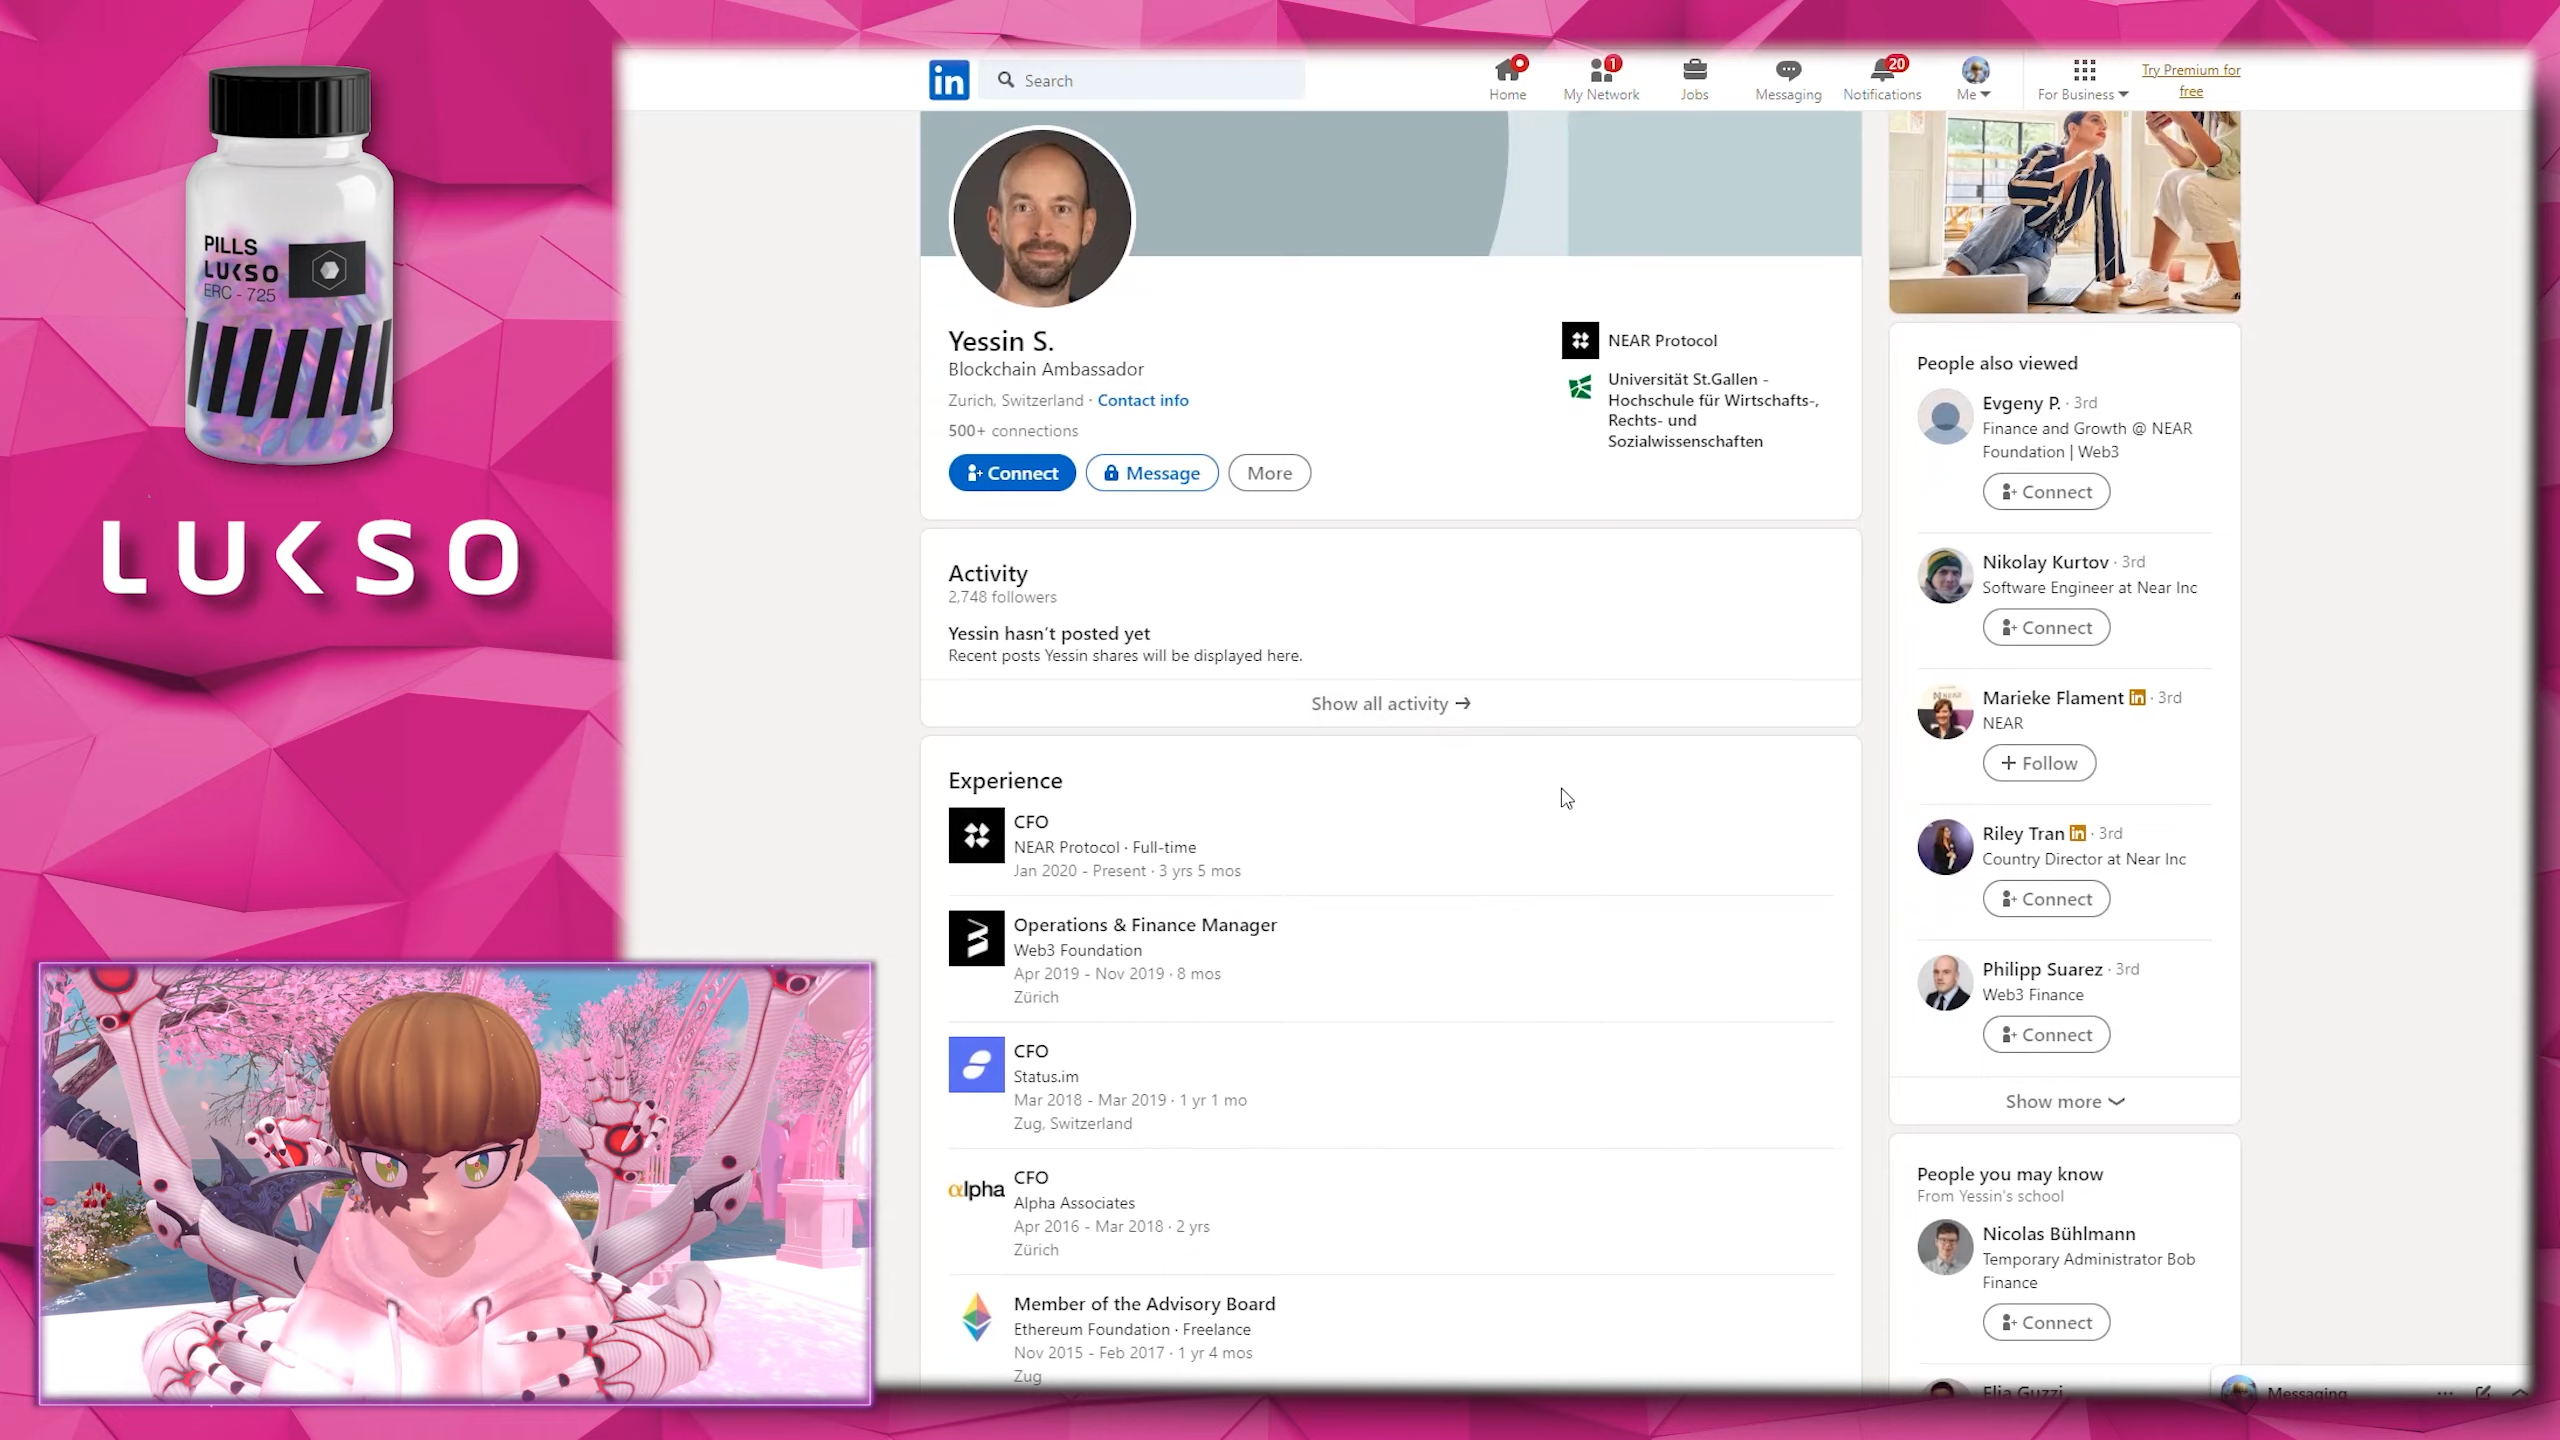 PILLS
LUKSO
ERC - 725
LUKSO
in
Search
Home
1
My Network
Jobs
Messaging
20
Notifications
Me
For Business
Try Premium for
free
Yessin S.
Blockchain Ambassador
Zurich, Switzerland · Contact info
500+ connections
Connect
Message
More
NEAR Protocol
Universität St.Gallen -
Hochschule für Wirtschafts-,
Rechts- und
Sozialwissenschaften
Activity
2,748 followers
Yessin hasn't posted yet
Recent posts Yessin shares will be displayed here.
Show all activity →
Experience
CFO
NEAR Protocol · Full-time
Jan 2020 - Present · 3 yrs 5 mos
Operations & Finance Manager
Web3 Foundation
Apr 2019 - Nov 2019 · 8 mos
Zürich
CFO
Status.im
Mar 2018 - Mar 2019 · 1 yr 1 mo
Zug, Switzerland
αlpha
CFO
Alpha Associates
Apr 2016 - Mar 2018 · 2 yrs
Zürich
Member of the Advisory Board
Ethereum Foundation · Freelance
Nov 2015 - Feb 2017 · 1 yr 4 mos
Zug
People also viewed
Evgeny P. · 3rd
Finance and Growth @ NEAR
Foundation | Web3
Connect
Nikolay Kurtov · 3rd
Software Engineer at Near Inc
Connect
Marieke Flament in · 3rd
NEAR
+ Follow
Riley Tran in · 3rd
Country Director at Near Inc
Connect
Philipp Suarez · 3rd
Web3 Finance
Connect
Show more
People you may know
From Yessin's school
Nicolas Bühlmann
Temporary Administrator Bob
Finance
Connect
Elia Guzzi
Messaging